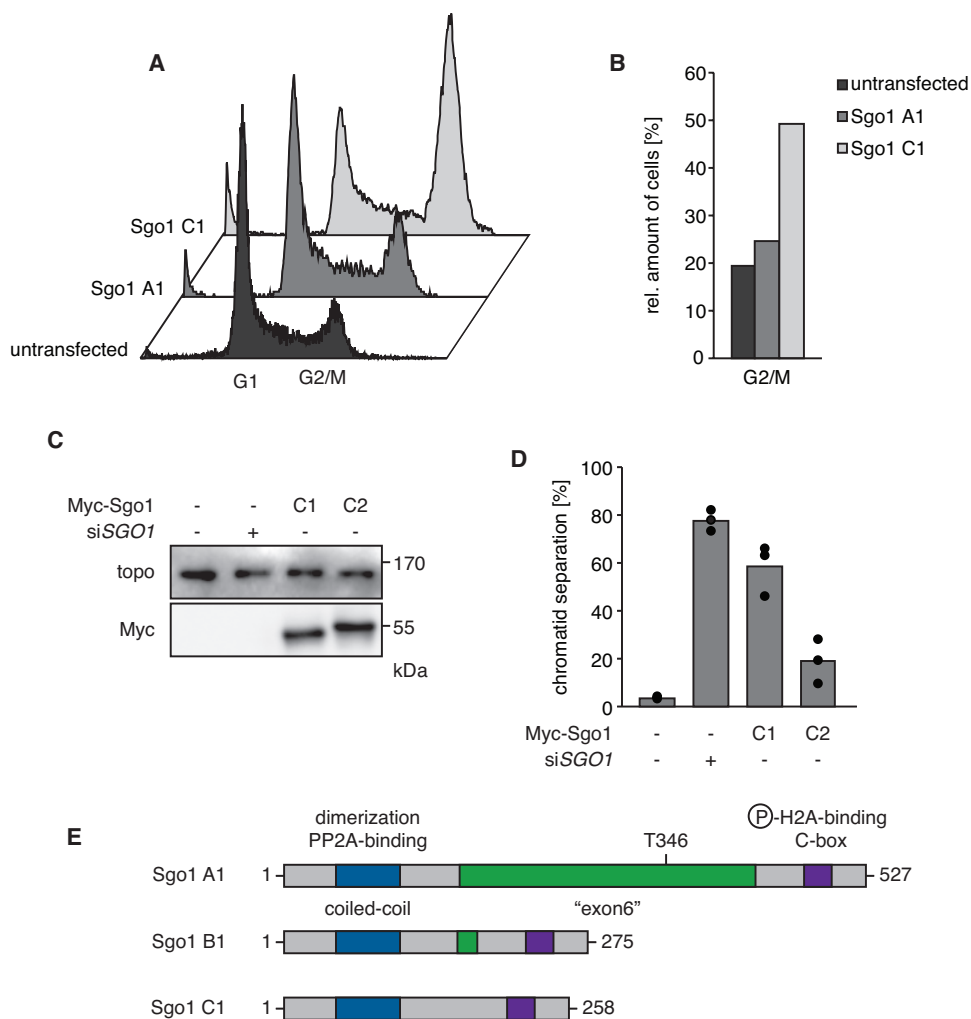 A
Sgo1 C1
Sgo1 A1
untransfected
G1
G2/M
B
rel. amount of cells [%]
60
50
40
30
20
10
0
G2/M
untransfected
Sgo1 A1
Sgo1 C1
C
Myc-Sgo1 - - C1 C2
siSGO1 - + - -
topo
170
Myc
55
kDa
D
chromatid separation [%]
100
80
60
40
20
0
Myc-Sgo1 - - C1 C2
siSGO1 - + - -
E
dimerization
PP2A-binding
T346
P-H2A-binding
C-box
Sgo1 A1 1 527
coiled-coil
“exon6”
Sgo1 B1 1 275
Sgo1 C1 1 258